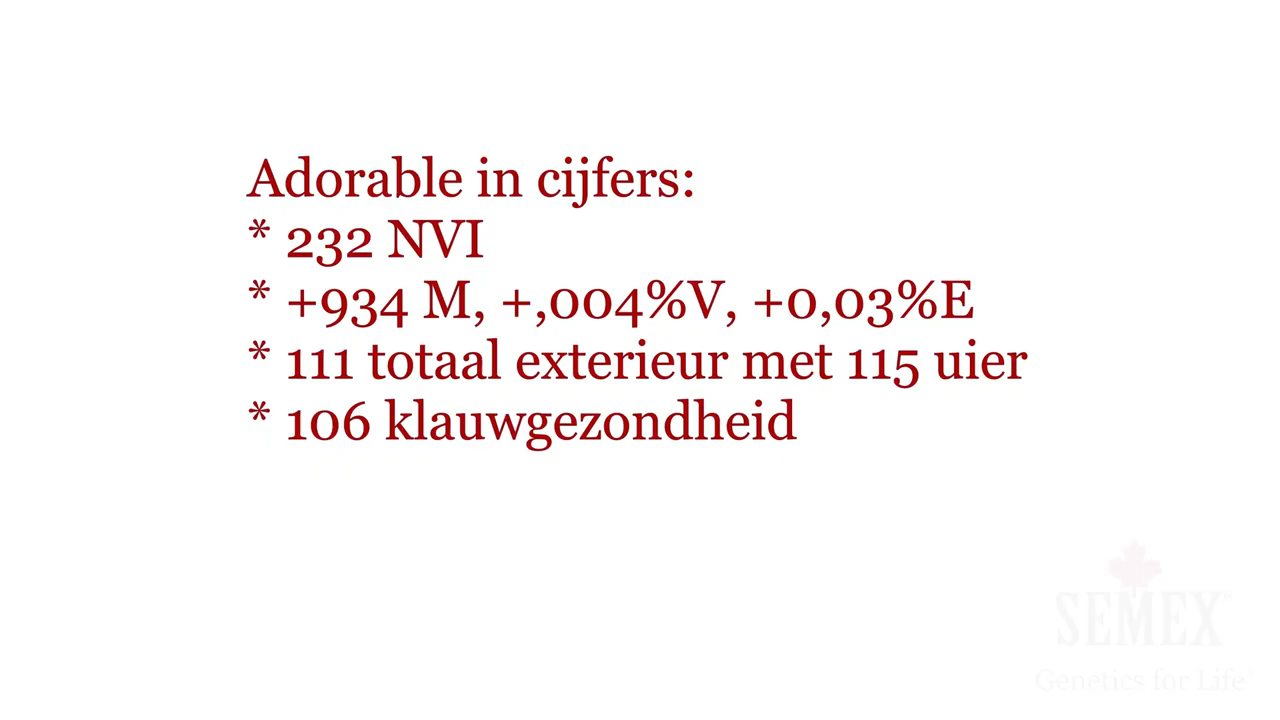 Adorable in cijfers:
* 232 NVI
* +934 M, +,004%V, +0,03%E
* 111 totaal exterieur met 115 uier
* 106 klauwgezondheid
SEMEX
Genetics for Life®